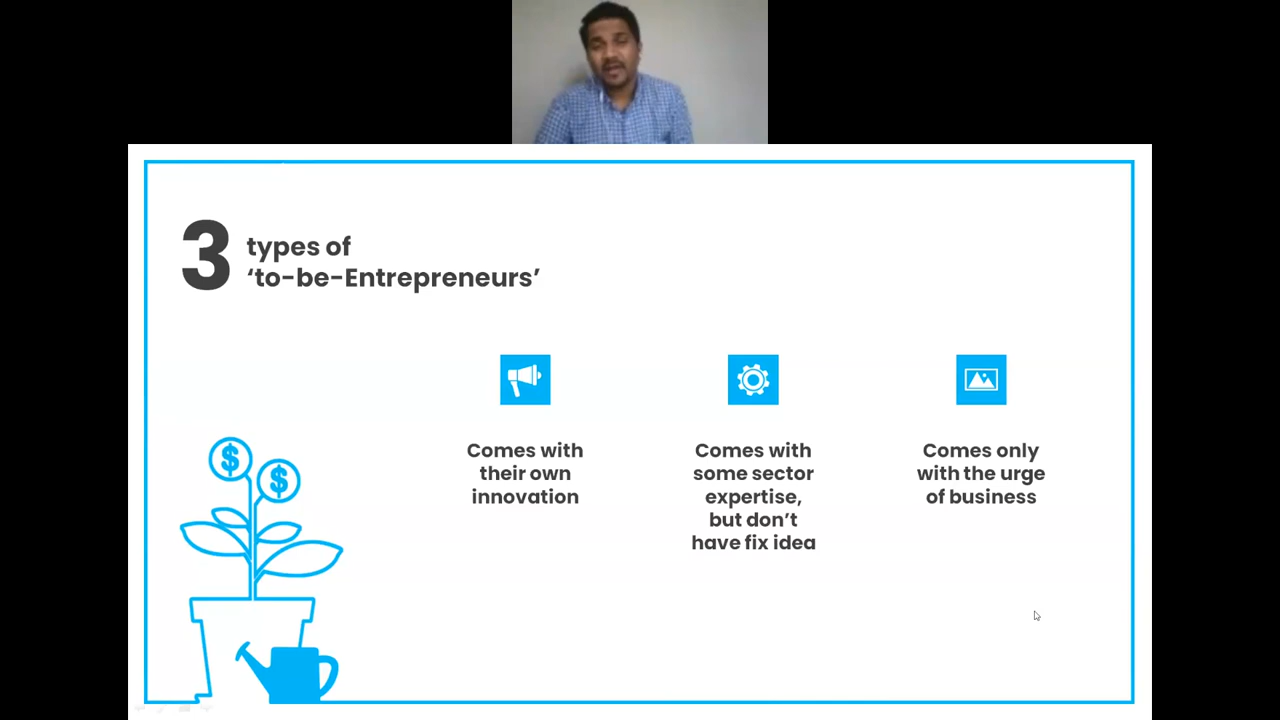 3
types of
‘to-be-Entrepreneurs’
$
$
Comes with
their own
innovation
Comes with
some sector
expertise,
but don’t
have fix idea
Comes only
with the urge
of business